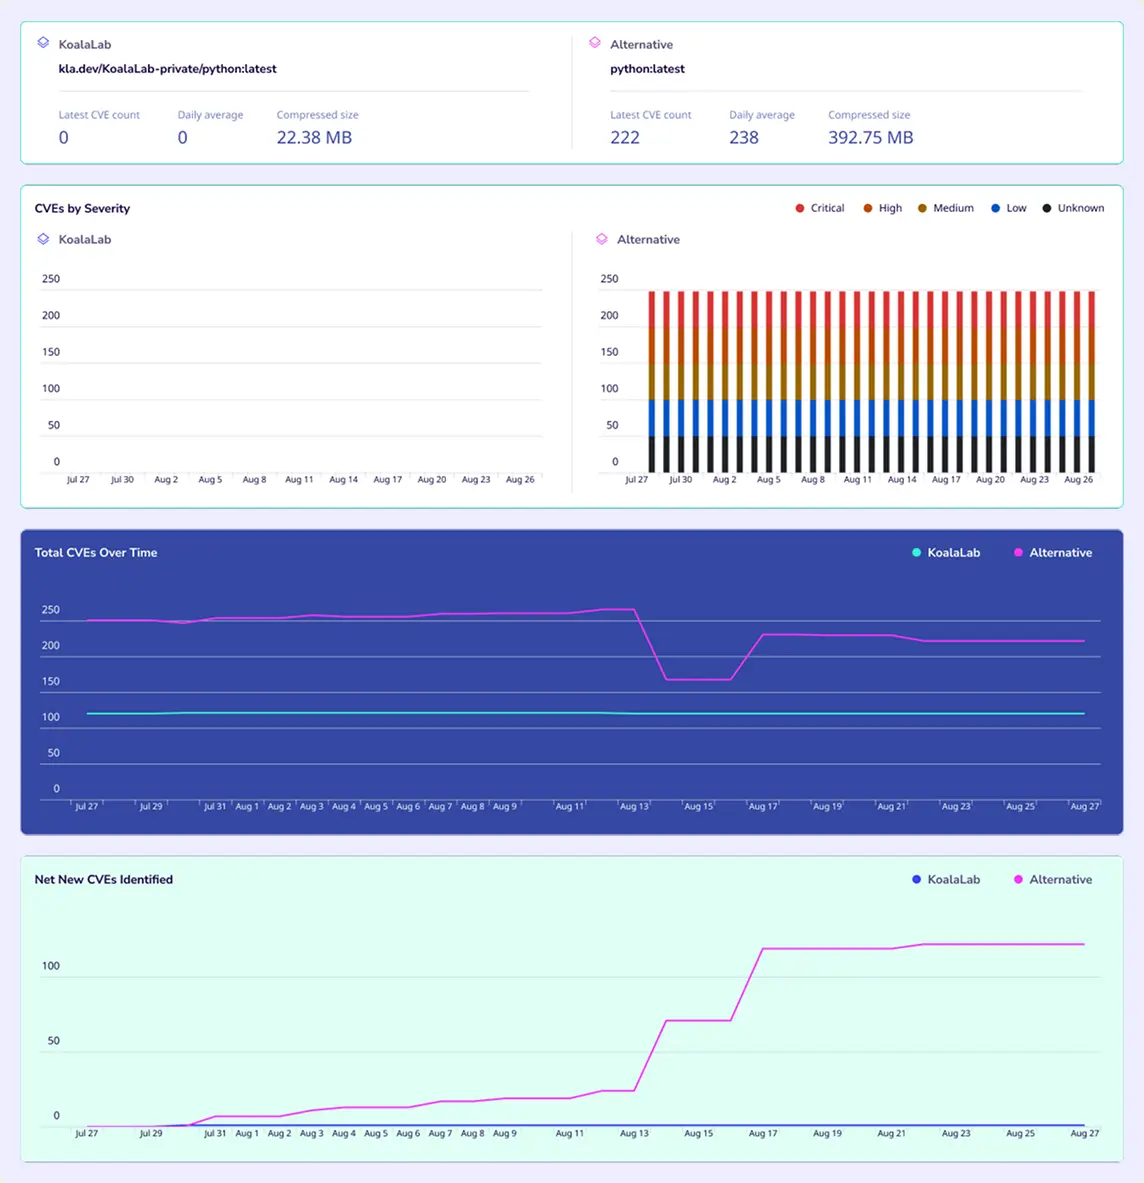 KoalaLab
kla.dev/KoalaLab-private/python:latest
Latest CVE count Daily average Compressed size
0 0 22.38 MB
Alternative
python:latest
Latest CVE count Daily average Compressed size
222 238 392.75 MB
CVEs by Severity
Critical High Medium Low Unknown
KoalaLab
250
200
150
100
50
0
Jul 27 Jul 30 Aug 2 Aug 5 Aug 8 Aug 11 Aug 14 Aug 17 Aug 20 Aug 23 Aug 26
Alternative
250
200
150
100
50
0
Jul 27 Jul 30 Aug 2 Aug 5 Aug 8 Aug 11 Aug 14 Aug 17 Aug 20 Aug 23 Aug 26
Total CVEs Over Time
KoalaLab Alternative
250
200
150
100
50
0
Jul 27 Jul 29 Jul 31 Aug 1 Aug 2 Aug 3 Aug 4 Aug 5 Aug 6 Aug 7 Aug 8 Aug 9 Aug 11 Aug 13 Aug 15 Aug 17 Aug 19 Aug 21 Aug 23 Aug 25 Aug 27
Net New CVEs Identified
KoalaLab Alternative
100
50
0
Jul 27 Jul 29 Jul 31 Aug 1 Aug 2 Aug 3 Aug 4 Aug 5 Aug 6 Aug 7 Aug 8 Aug 9 Aug 11 Aug 13 Aug 15 Aug 17 Aug 19 Aug 21 Aug 23 Aug 25 Aug 27